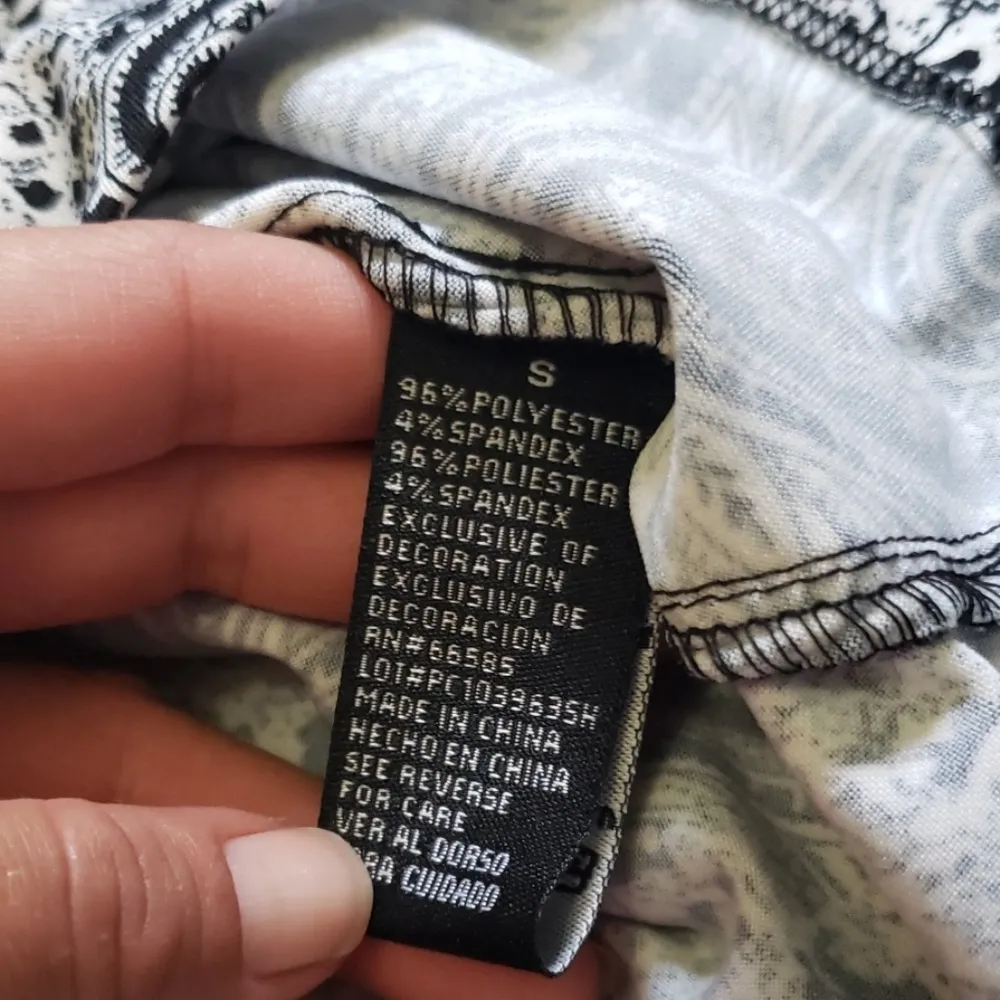 S
96%POLYESTER
4%SPANDEX
96%POLIESTER
4%SPANDEX
EXCLUSIVE OF
DECORATION
EXCLUSIVO DE
DECORACION
RN#66585
LOT#PC1039635H
MADE IN CHINA
HECHO EN CHINA
SEE REVERSE
FOR CARE
VER AL DORSO
CUIDADO